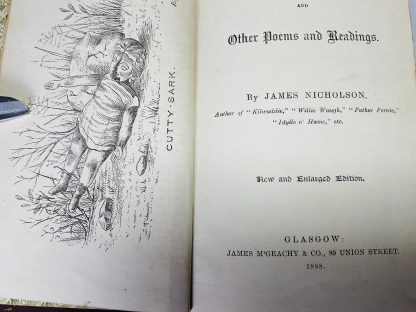 CUTTY-SARK.
AND
Other Poems and Readings.
By JAMES NICHOLSON,
Author of "Kilwuddie," "Willie Waugh," "Father Fernie,"
"Idylls o' Hame," etc.
New and Enlarged Edition.
GLASGOW:
JAMES M'GEACHY & CO., 89 UNION STREET.
1888.